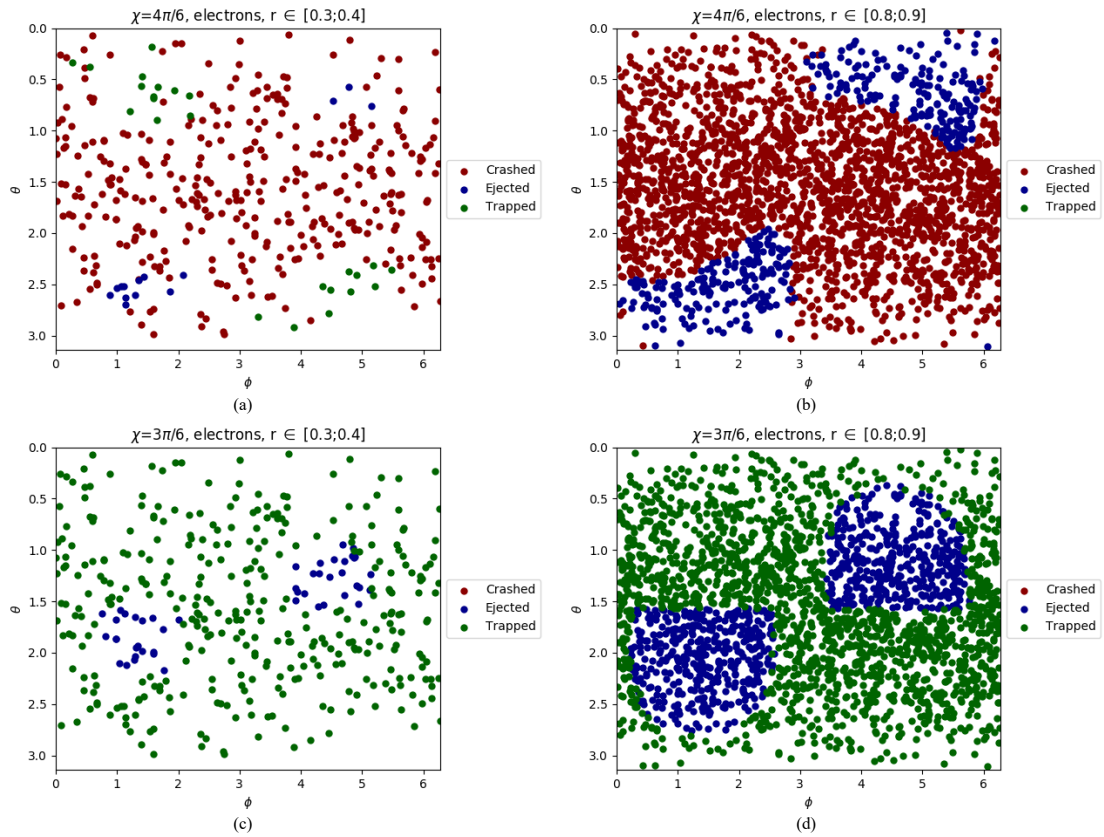 χ=4π/6, electrons, r ∈ [0.3;0.4]
0.0
0.5
1.0
1.5
2.0
2.5
3.0
θ
0 1 2 3 4 5 6
ϕ
Crashed
Ejected
Trapped
(a)
χ=4π/6, electrons, r ∈ [0.8;0.9]
0.0
0.5
1.0
1.5
2.0
2.5
3.0
θ
0 1 2 3 4 5 6
ϕ
Crashed
Ejected
Trapped
(b)
χ=3π/6, electrons, r ∈ [0.3;0.4]
0.0
0.5
1.0
1.5
2.0
2.5
3.0
θ
0 1 2 3 4 5 6
ϕ
Crashed
Ejected
Trapped
(c)
χ=3π/6, electrons, r ∈ [0.8;0.9]
0.0
0.5
1.0
1.5
2.0
2.5
3.0
θ
0 1 2 3 4 5 6
ϕ
Crashed
Ejected
Trapped
(d)